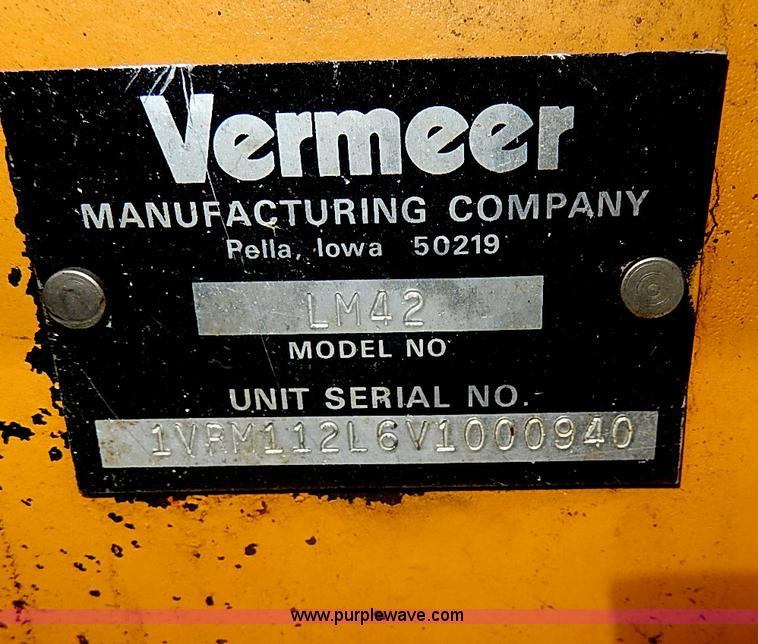 Vermeer
MANUFACTURING COMPANY
Pella, Iowa 50219
LM42
MODEL NO
UNIT SERIAL NO.
1VRM112L6V1000940
www.purplewave.com